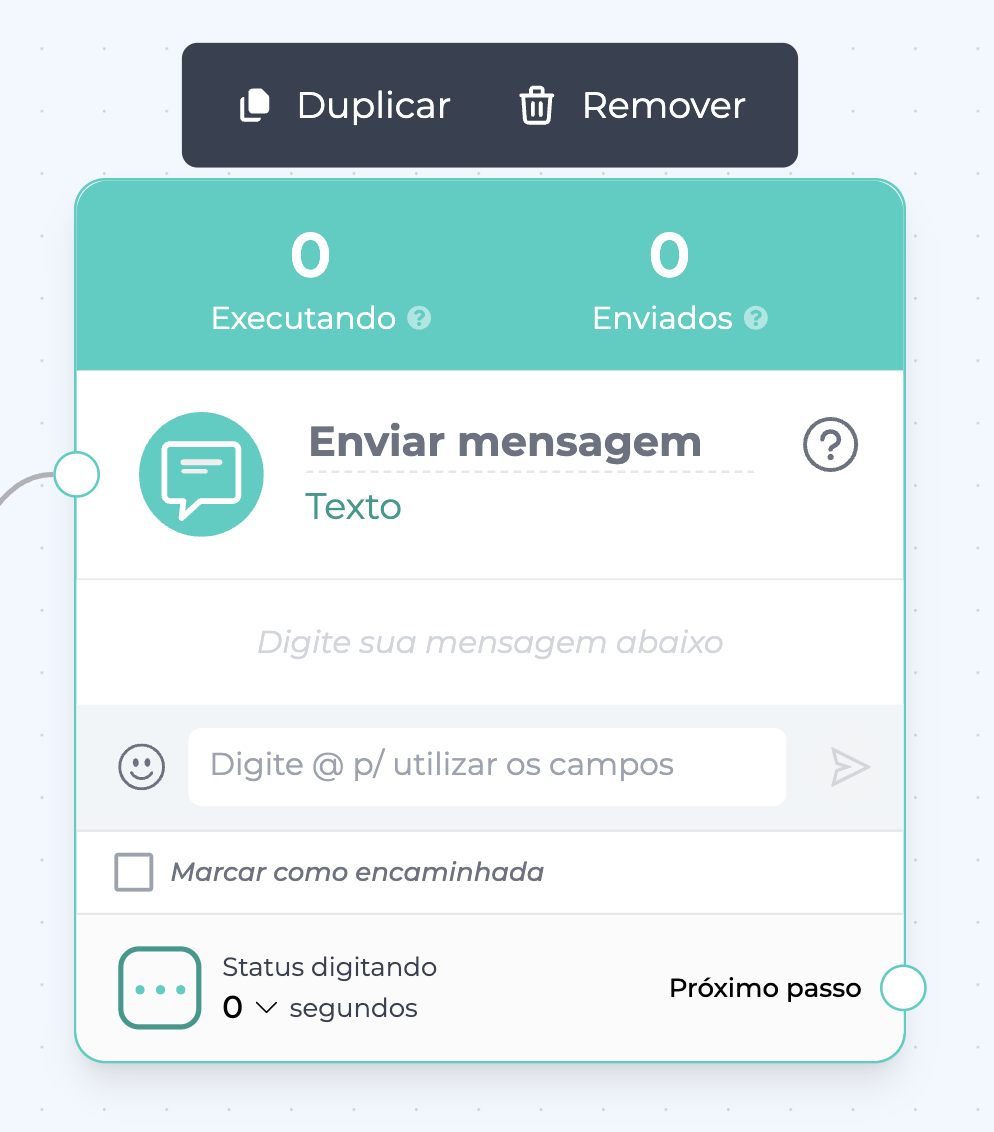 Duplicar Remover
0 0
Executando ? Enviados ?
Enviar mensagem ?
Texto
Digite sua mensagem abaixo
Digite @ p/ utilizar os campos
Marcar como encaminhada
Status digitando
0 segundos
Próximo passo